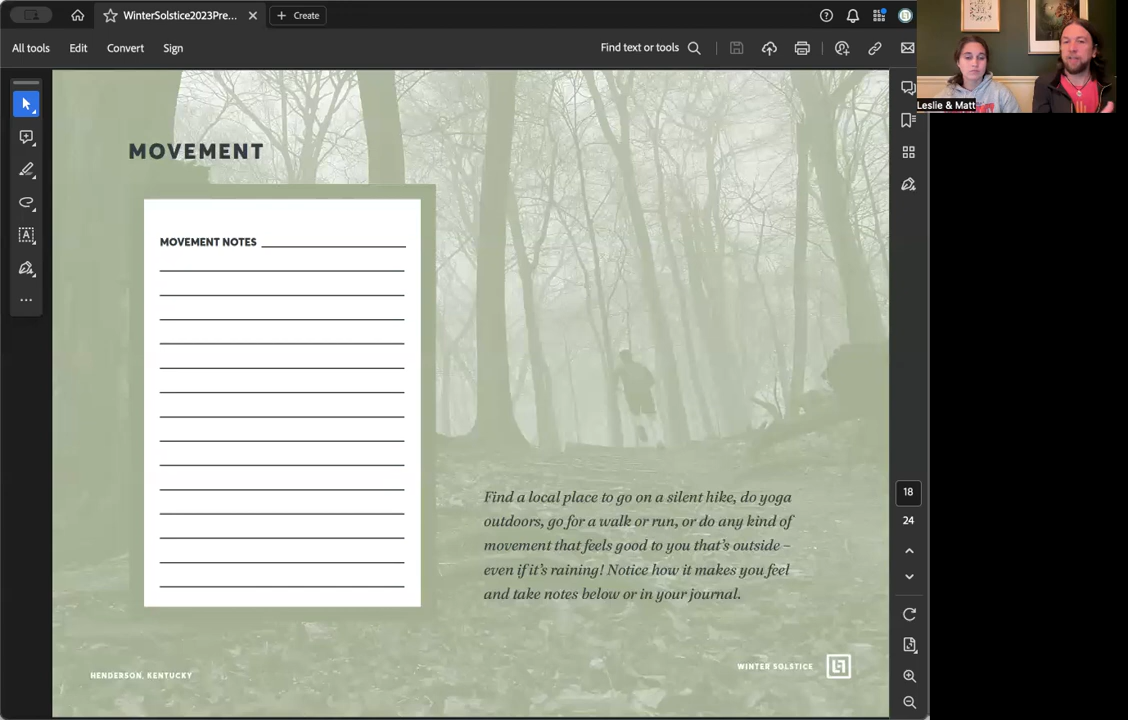 WinterSolstice2023Pre...
Create
All tools
Edit
Convert
Sign
Find text or tools
Leslie & Matt
MOVEMENT
MOVEMENT NOTES
Find a local place to go on a silent hike, do yoga
outdoors, go for a walk or run, or do any kind of
movement that feels good to you that's outside –
even if it's raining! Notice how it makes you feel
and take notes below or in your journal.
18
24
HENDERSON, KENTUCKY
WINTER SOLSTICE